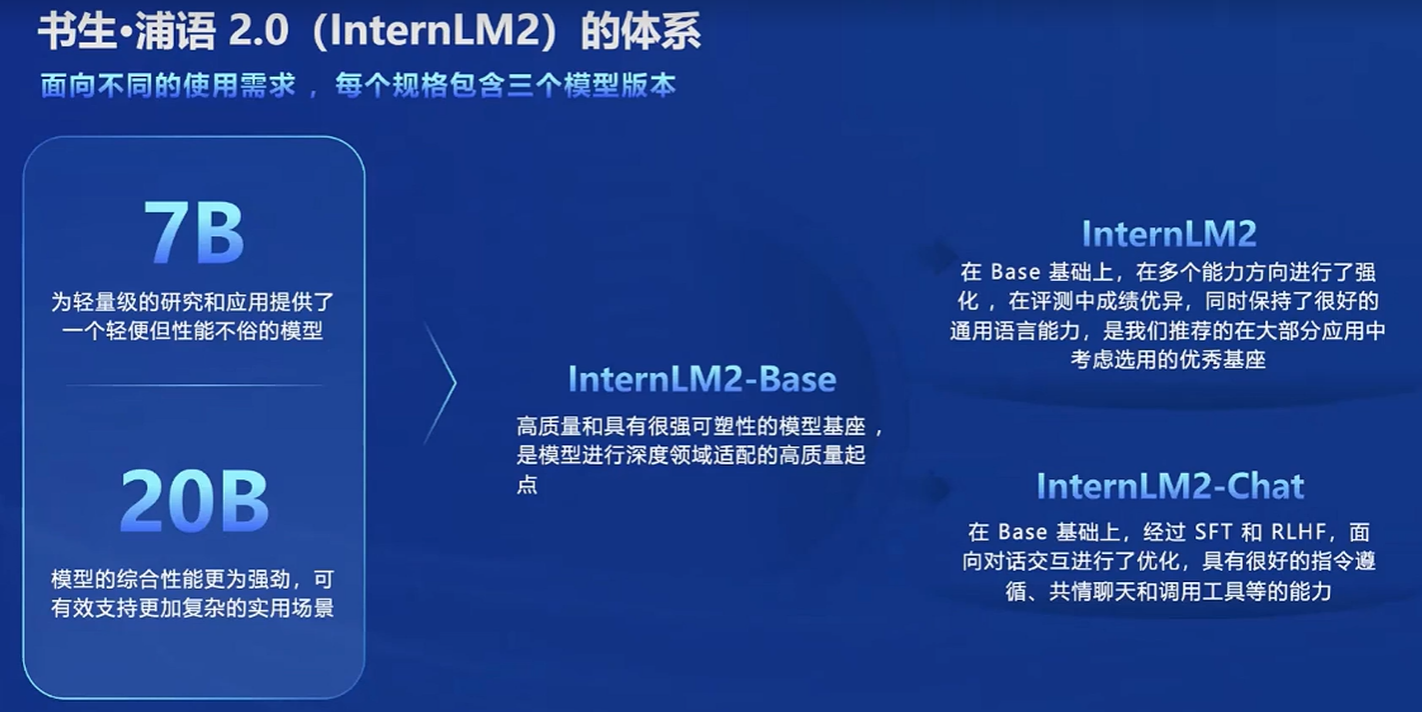 书生·浦语 2.0（InternLM2）的体系
面向不同的使用需求，每个规格包含三个模型版本
7B
为轻量级的研究和应用提供了
一个轻便但性能不俗的模型
20B
模型的综合性能更为强劲，可
有效支持更加复杂的实用场景
InternLM2-Base
高质量和具有很强可塑性的模型基座，
是模型进行深度领域适配的高质量起
点
InternLM2
在 Base 基础上，在多个能力方向进行了强
化，在评测中成绩优异，同时保持了很好的
通用语言能力，是我们推荐的在大部分应用中
考虑选用的优秀基座
InternLM2-Chat
在 Base 基础上，经过 SFT 和 RLHF，面
向对话交互进行了优化，具有很好的指令遵
循、共情聊天和调用工具等的能力